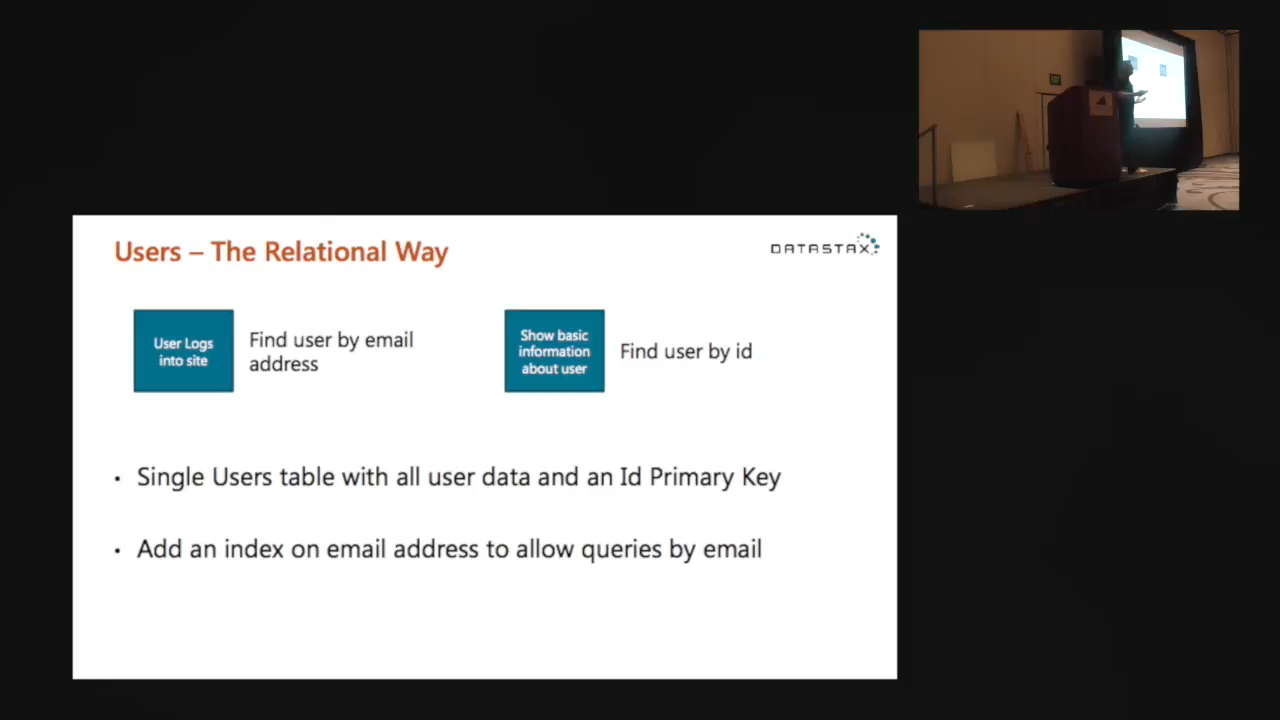 Users – The Relational Way
DATASTAX
User Logs
into site
Find user by email
address
Show basic
information
about user
Find user by id
• Single Users table with all user data and an Id Primary Key
• Add an index on email address to allow queries by email